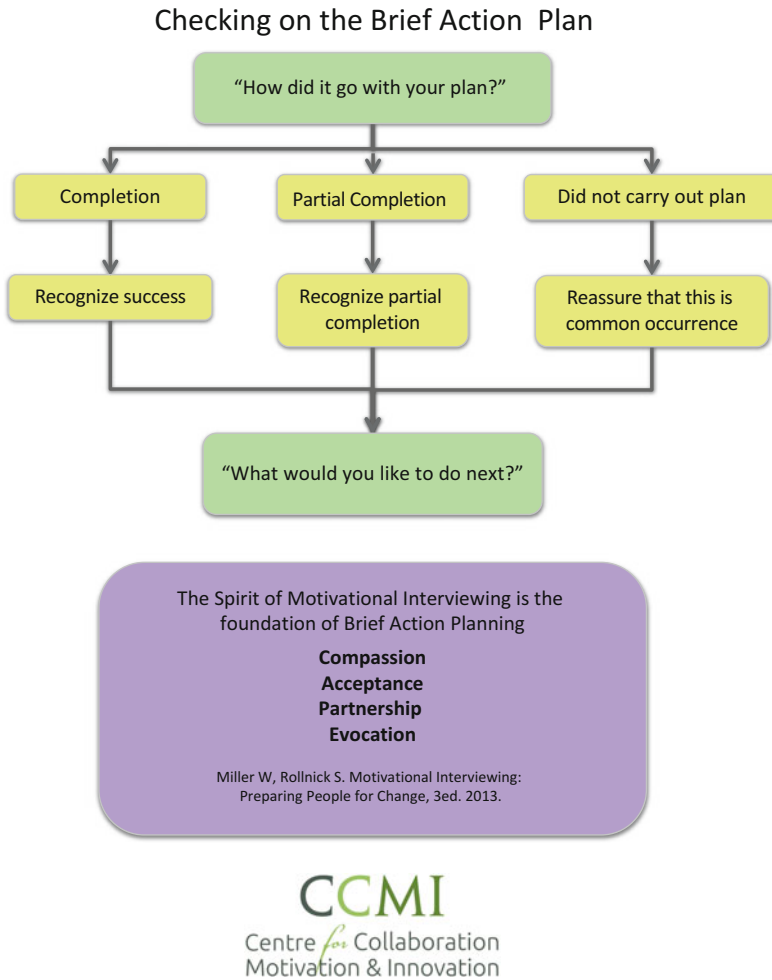 Checking on the Brief Action Plan
“How did it go with your plan?”
Completion
Partial Completion
Did not carry out plan
Recognize success
Recognize partial
completion
Reassure that this is
common occurrence
“What would you like to do next?”
The Spirit of Motivational Interviewing is the
foundation of Brief Action Planning
Compassion
Acceptance
Partnership
Evocation
Miller W, Rollnick S. Motivational Interviewing:
Preparing People for Change, 3ed. 2013.
CCMI
Centre for Collaboration
Motivation & Innovation